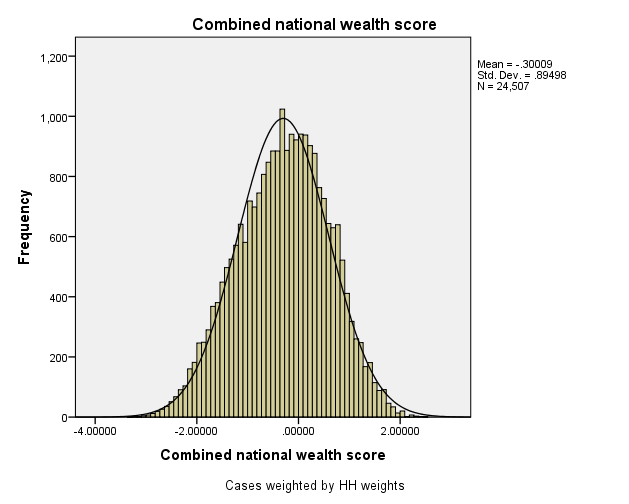 Combined national wealth score
Mean = -.30009
Std. Dev. = .89498
N = 24,507
1,200
1,000
800
600
400
200
0
Frequency
-4.00000
-2.00000
.00000
2.00000
Combined national wealth score
Cases weighted by HH weights